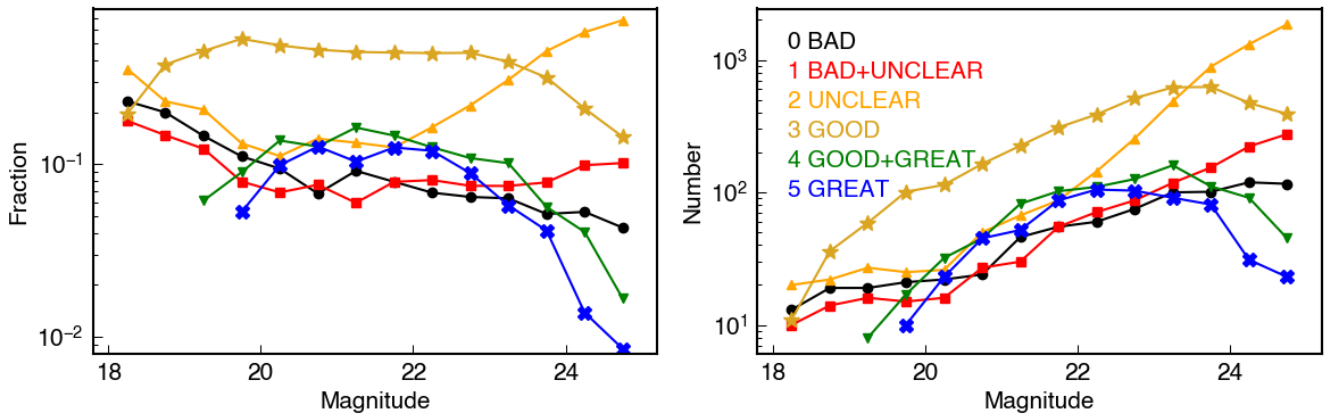 Fraction
10⁻¹
10⁻²
18
20
22
24
Magnitude
Number
10³
10²
10¹
0 BAD
1 BAD+UNCLEAR
2 UNCLEAR
3 GOOD
4 GOOD+GREAT
5 GREAT
18
20
22
24
Magnitude